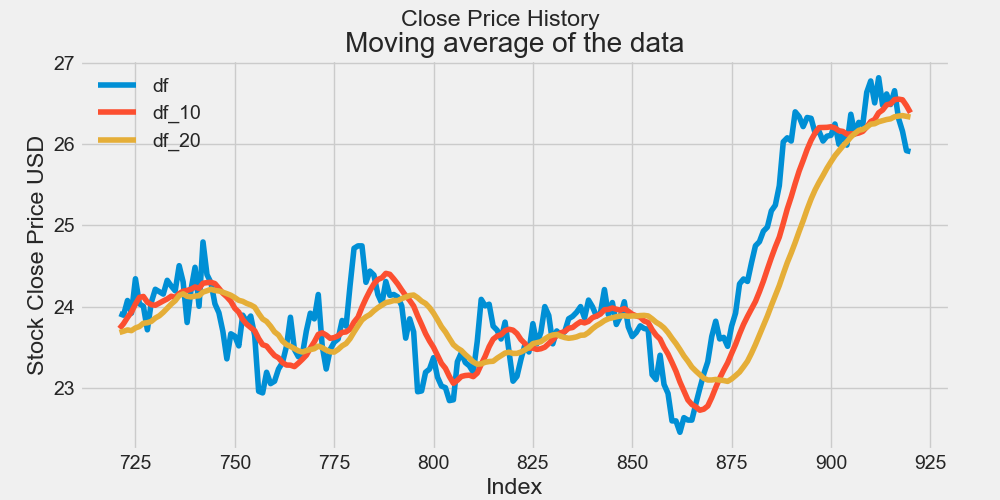 Close Price History
Moving average of the data
df
df_10
df_20
Stock Close Price USD
27
26
25
24
23
725 750 775 800 825 850 875 900 925
Index